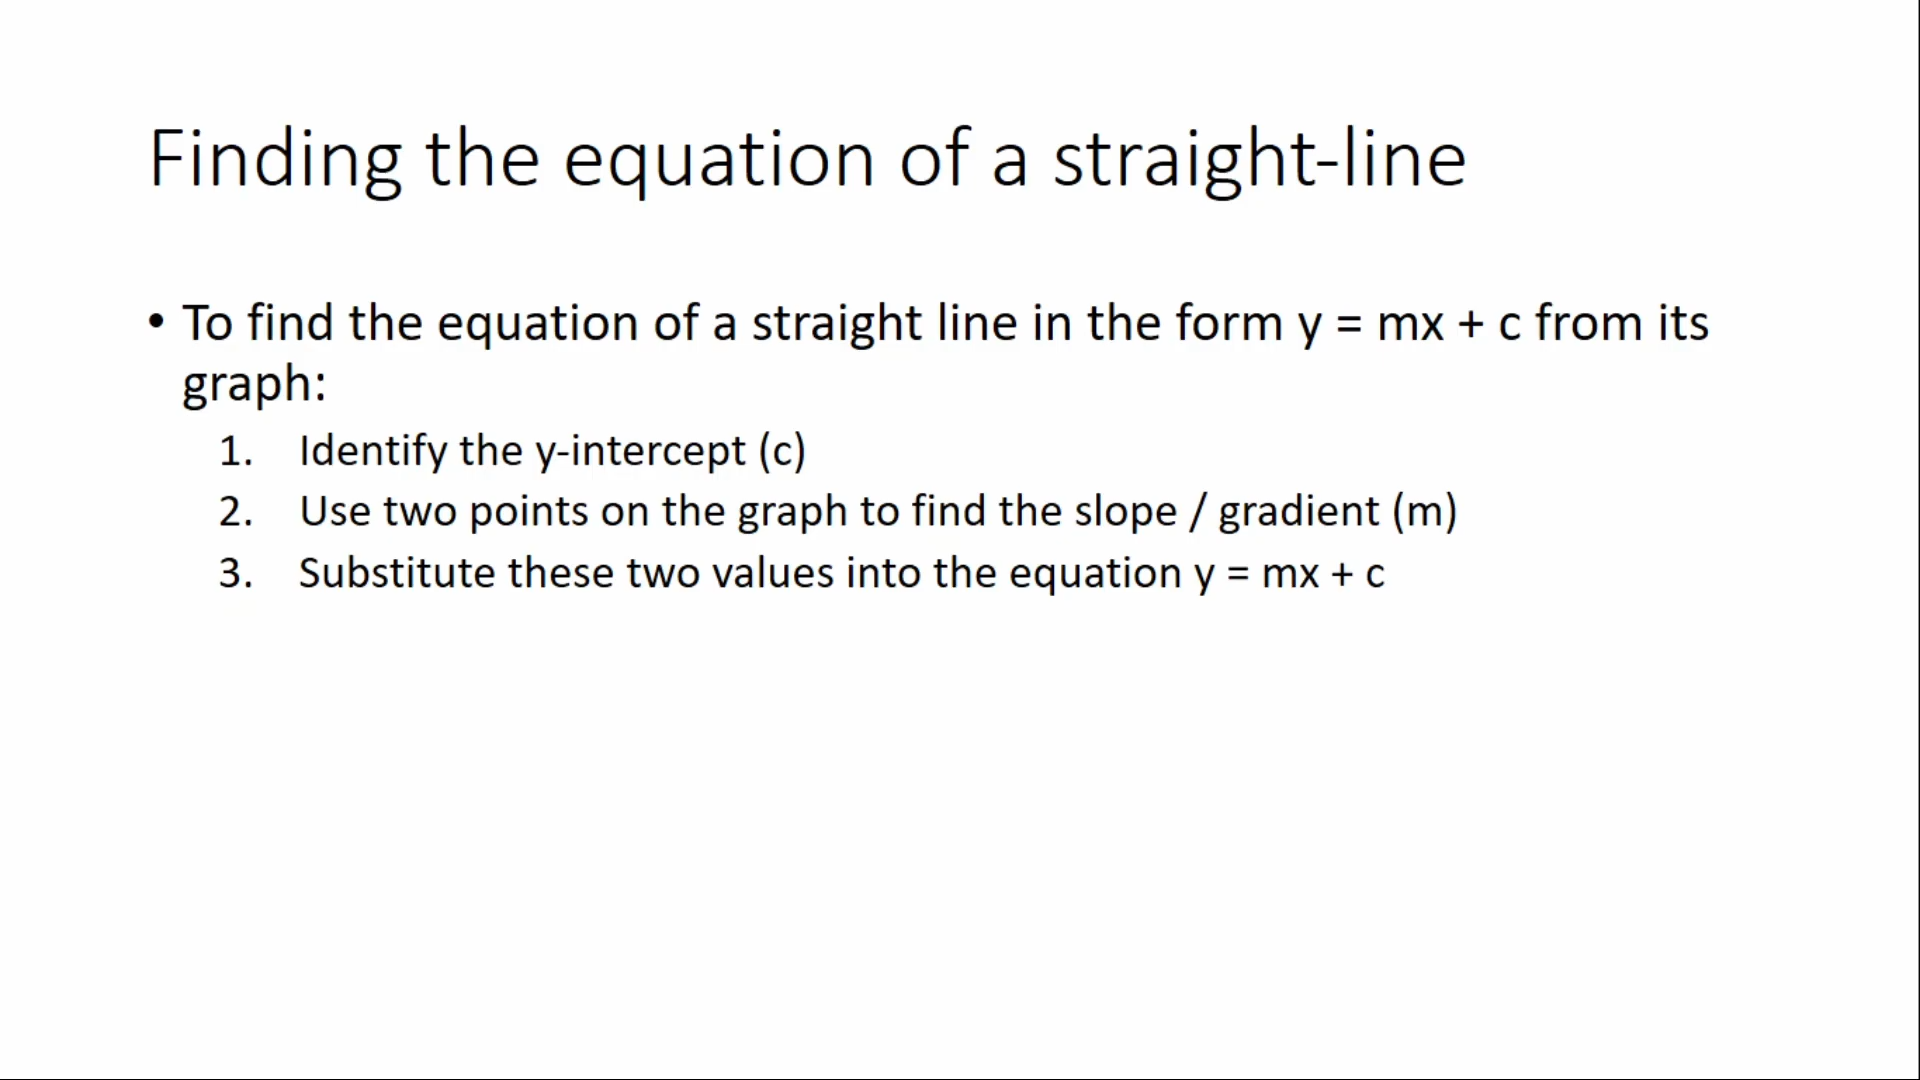 Finding the equation of a straight-line
• To find the equation of a straight line in the form y = mx + c from its
graph:
1. Identify the y-intercept (c)
2. Use two points on the graph to find the slope / gradient (m)
3. Substitute these two values into the equation y = mx + c